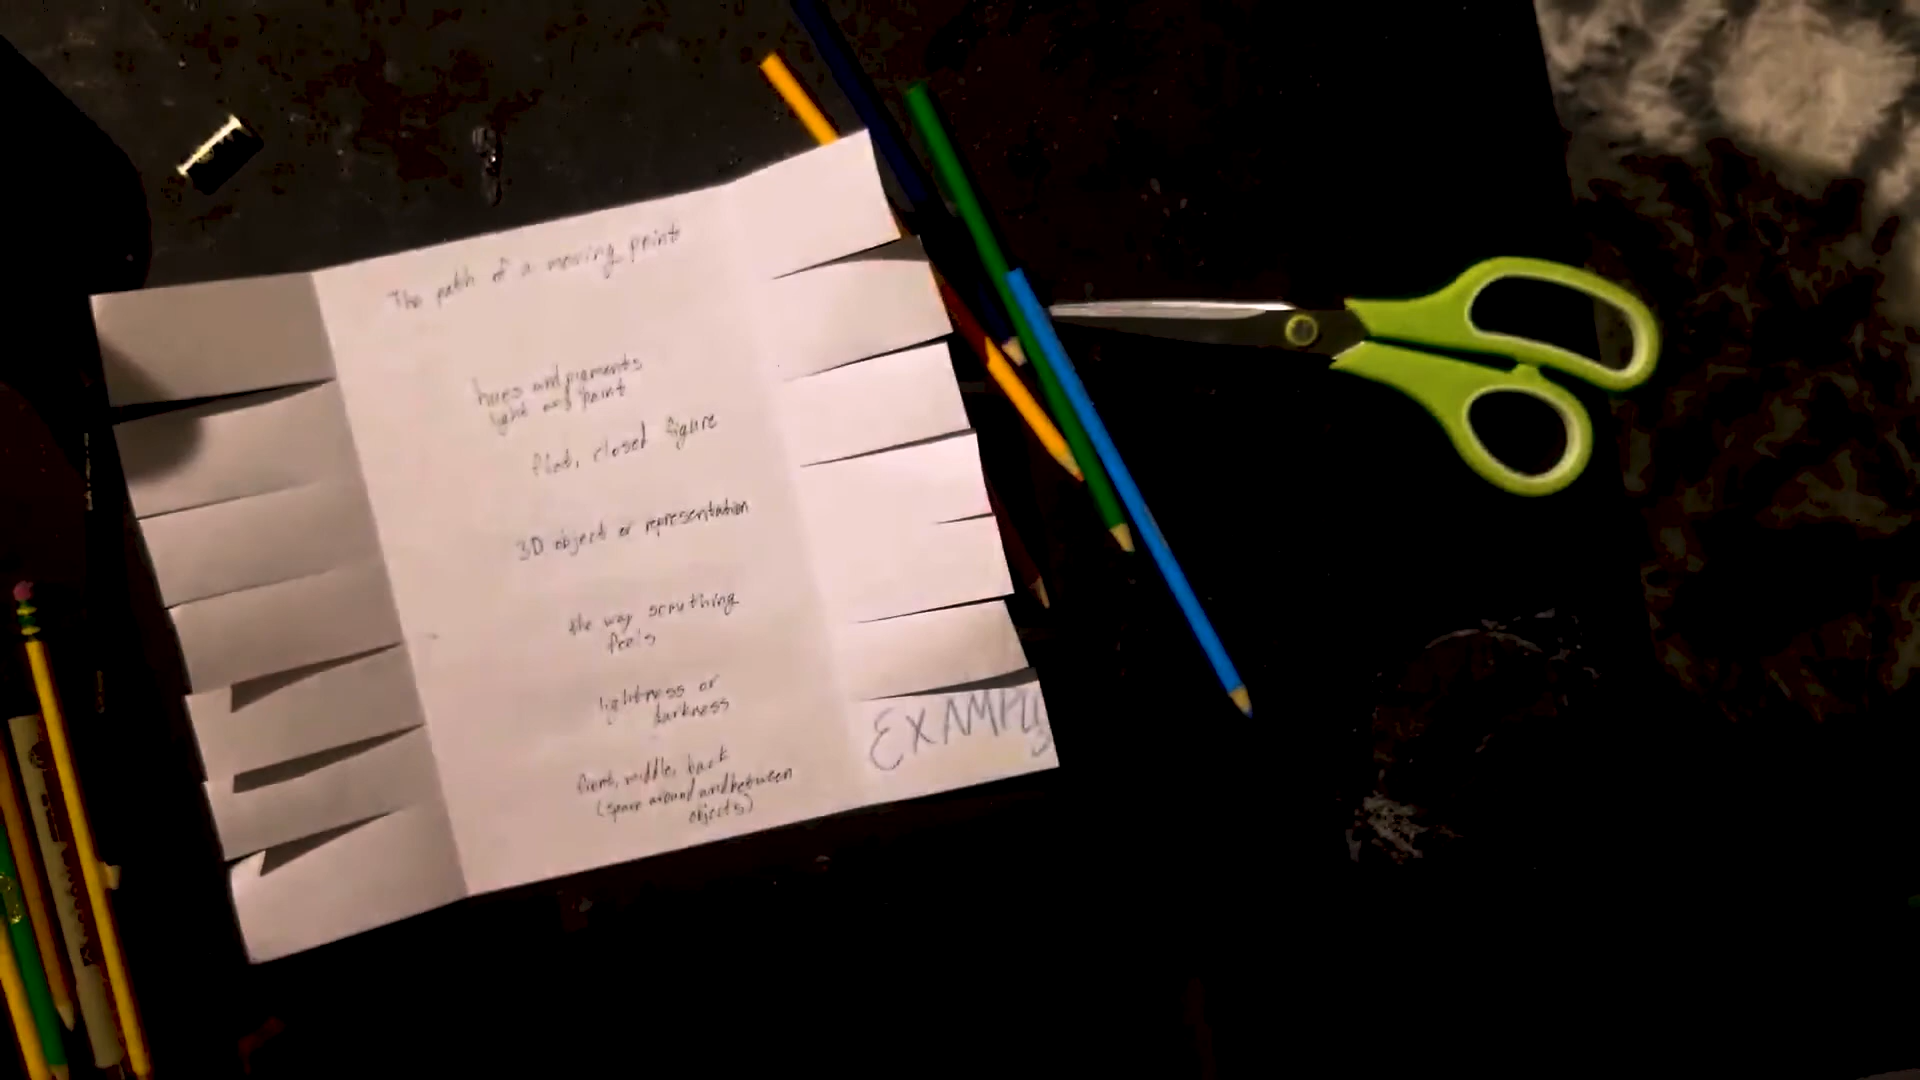 The path of a moving point
hues and pigments
light and paint
flat, closed figure
3D object or representation
the way something
feels
lightness or
darkness
front, middle, back
(space around and between
objects)
EXAMPLE